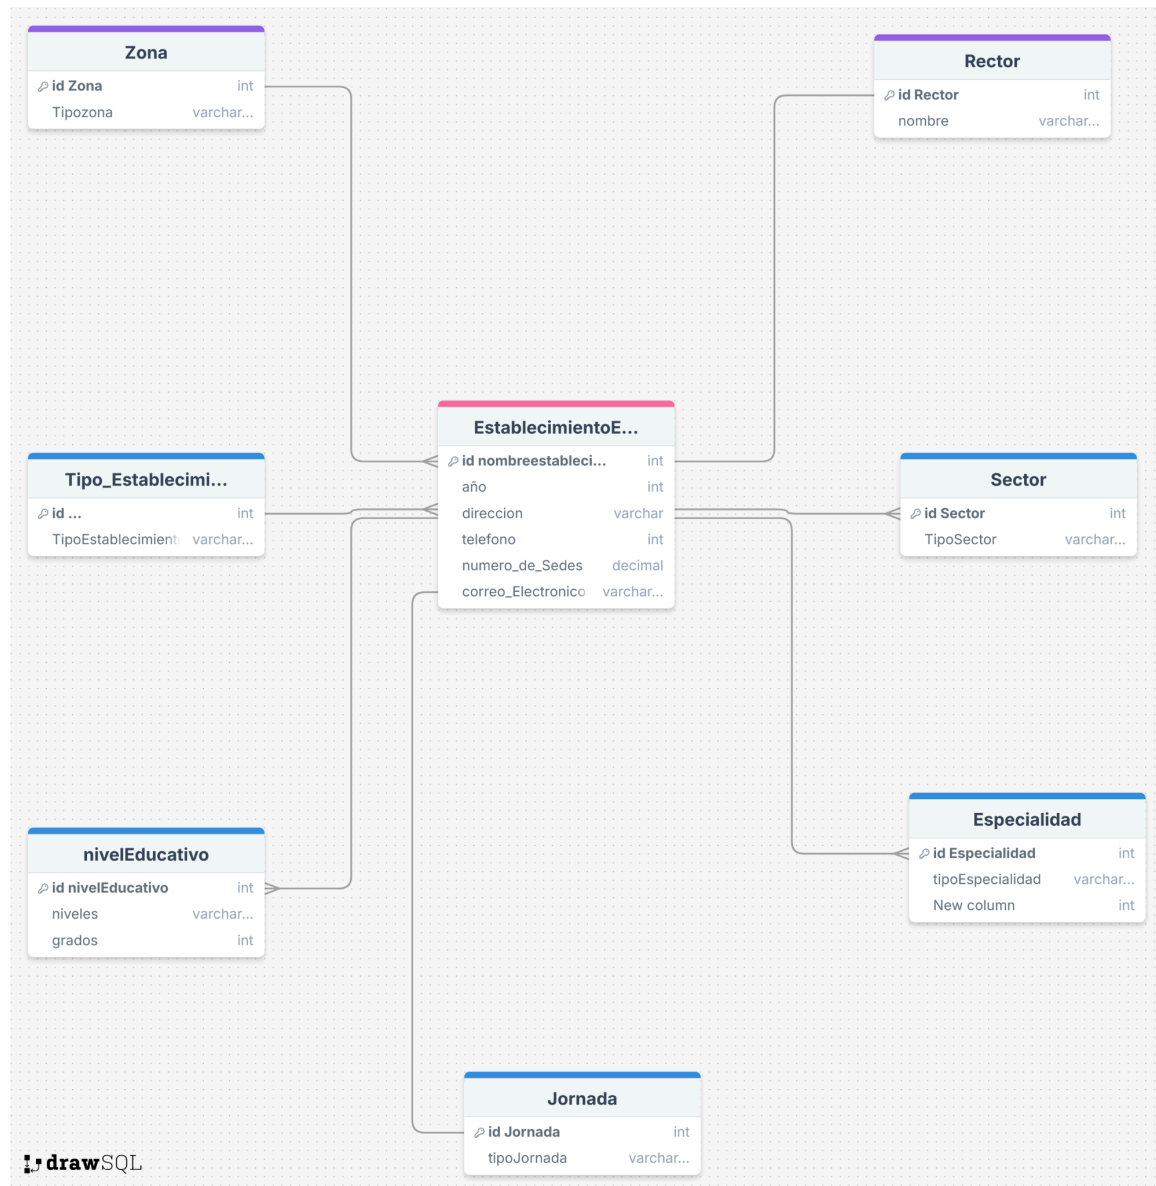 Zona
id Zona int
Tipozona varchar...
Rector
id Rector int
nombre varchar...
EstablecimientoE...
id nombreestableci... int
año int
direccion varchar
telefono int
numero_de_Sedes decimal
correo_Electronico varchar...
Tipo_Establecimi...
id ... int
TipoEstablecimient varchar...
Sector
id Sector int
TipoSector varchar...
nivelEducativo
id nivelEducativo int
niveles varchar...
grados int
Especialidad
id Especialidad int
tipoEspecialidad varchar...
New column int
Jornada
id Jornada int
tipoJornada varchar...
drawSQL